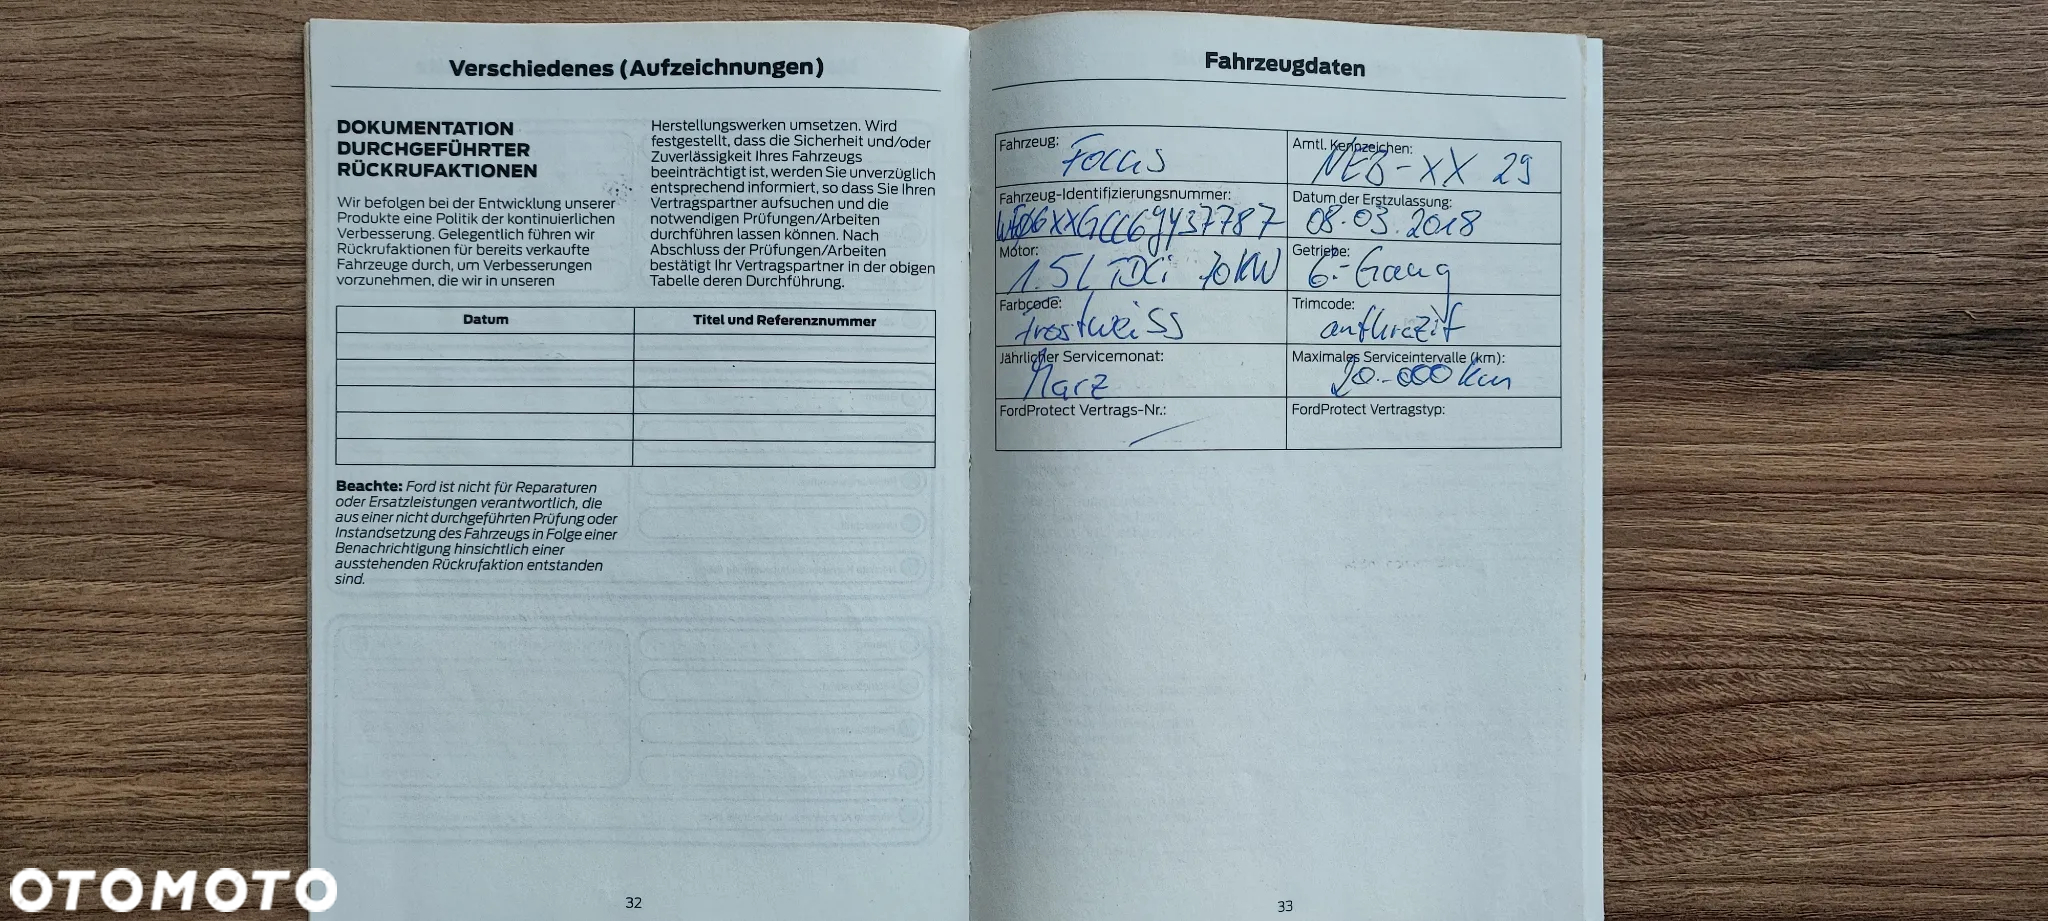 Verschiedenes (Aufzeichnungen)
DOKUMENTATION
DURCHGEFÜHRTER
RÜCKRUFAKTIONEN
Wir befolgen bei der Entwicklung unserer
Produkte eine Politik der kontinuierlichen
Verbesserung. Gelegentlich führen wir
Rückrufaktionen für bereits verkaufte
Fahrzeuge durch, um Verbesserungen
vorzunehmen, die wir in unseren
Herstellungswerken umsetzen. Wird
festgestellt, dass die Sicherheit und/oder
Zuverlässigkeit Ihres Fahrzeugs
beeinträchtigt ist, werden Sie unverzüglich
entsprechend informiert, so dass Sie Ihren
Vertragspartner aufsuchen und die
notwendigen Prüfungen/Arbeiten
durchführen lassen können. Nach
Abschluss der Prüfungen/Arbeiten
bestätigt Ihr Vertragspartner in der obigen
Tabelle deren Durchführung.
Datum
Titel und Referenznummer
Beachte: Ford ist nicht für Reparaturen
oder Ersatzleistungen verantwortlich, die
aus einer nicht durchgeführten Prüfung oder
Instandsetzung des Fahrzeugs in Folge einer
Benachrichtigung hinsichtlich einer
ausstehenden Rückrufaktion entstanden
sind.
32
Fahrzeugdaten
Fahrzeug:
Focus
Amtl. Kennzeichen:
NEB-XX 29
Fahrzeug-Identifizierungsnummer:
Datum der Erstzulassung:
08.03.2018
Motor:
1.5l TDCi 70KW
Getriebe:
6.-Gang
Farbcode:
frostweiss
Trimcode:
anthrazit
Jährlicher Servicemonat:
März
Maximales Serviceintervalle (km):
20.-000 km
FordProtect Vertrags-Nr.:
FordProtect Vertragstyp:
33
OTOMOTO